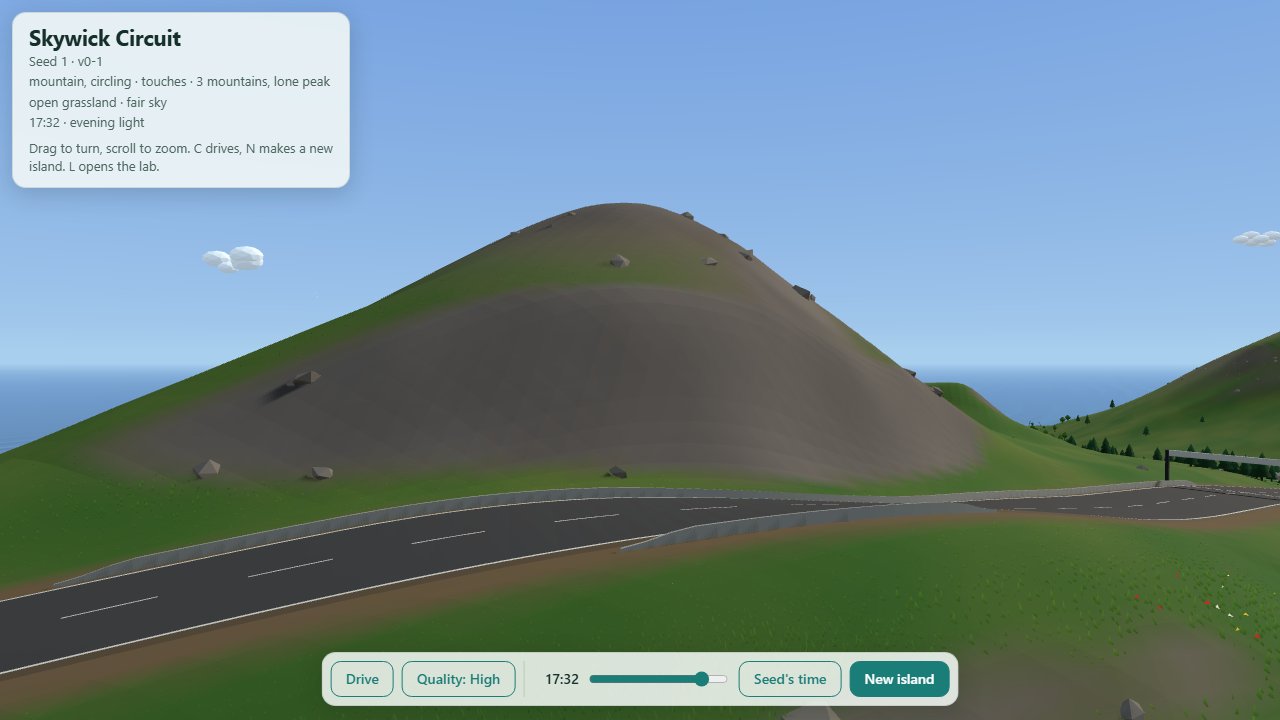 Skywick Circuit
Seed 1 · v0-1
mountain, circling · touches · 3 mountains, lone peak
open grassland · fair sky
17:32 · evening light
Drag to turn, scroll to zoom. C drives, N makes a new
island. L opens the lab.
Drive
Quality: High
17:32
Seed's time
New island